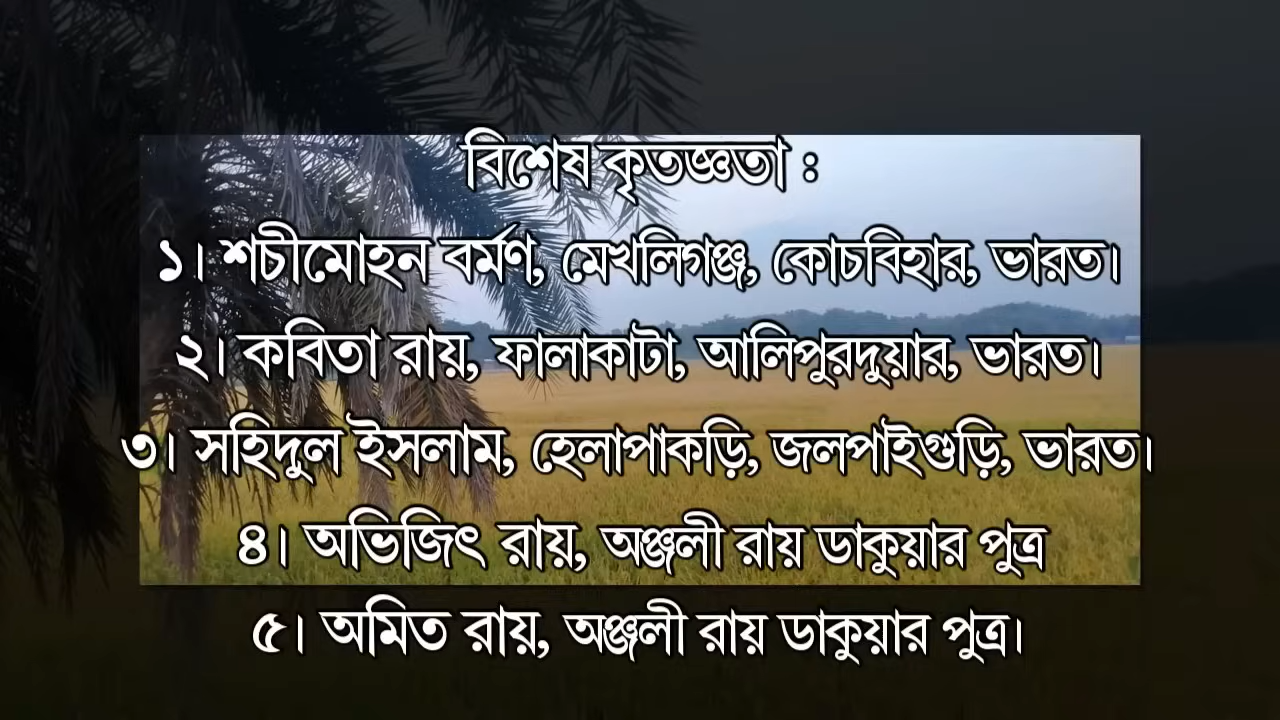 বিশেষ কৃতজ্ঞতা :
১। শচীমোহন বর্মণ, মেখলিগঞ্জ, কোচবিহার, ভারত।
২। কবিতা রায়, ফালাকাটা, আলিপুরদুয়ার, ভারত।
৩। সহিদুল ইসলাম, হেলাপাকড়ি, জলপাইগুড়ি, ভারত।
৪। অভিজিৎ রায়, অঞ্জলী রায় ডাকুয়ার পুত্র
৫। অমিত রায়, অঞ্জলী রায় ডাকুয়ার পুত্র।